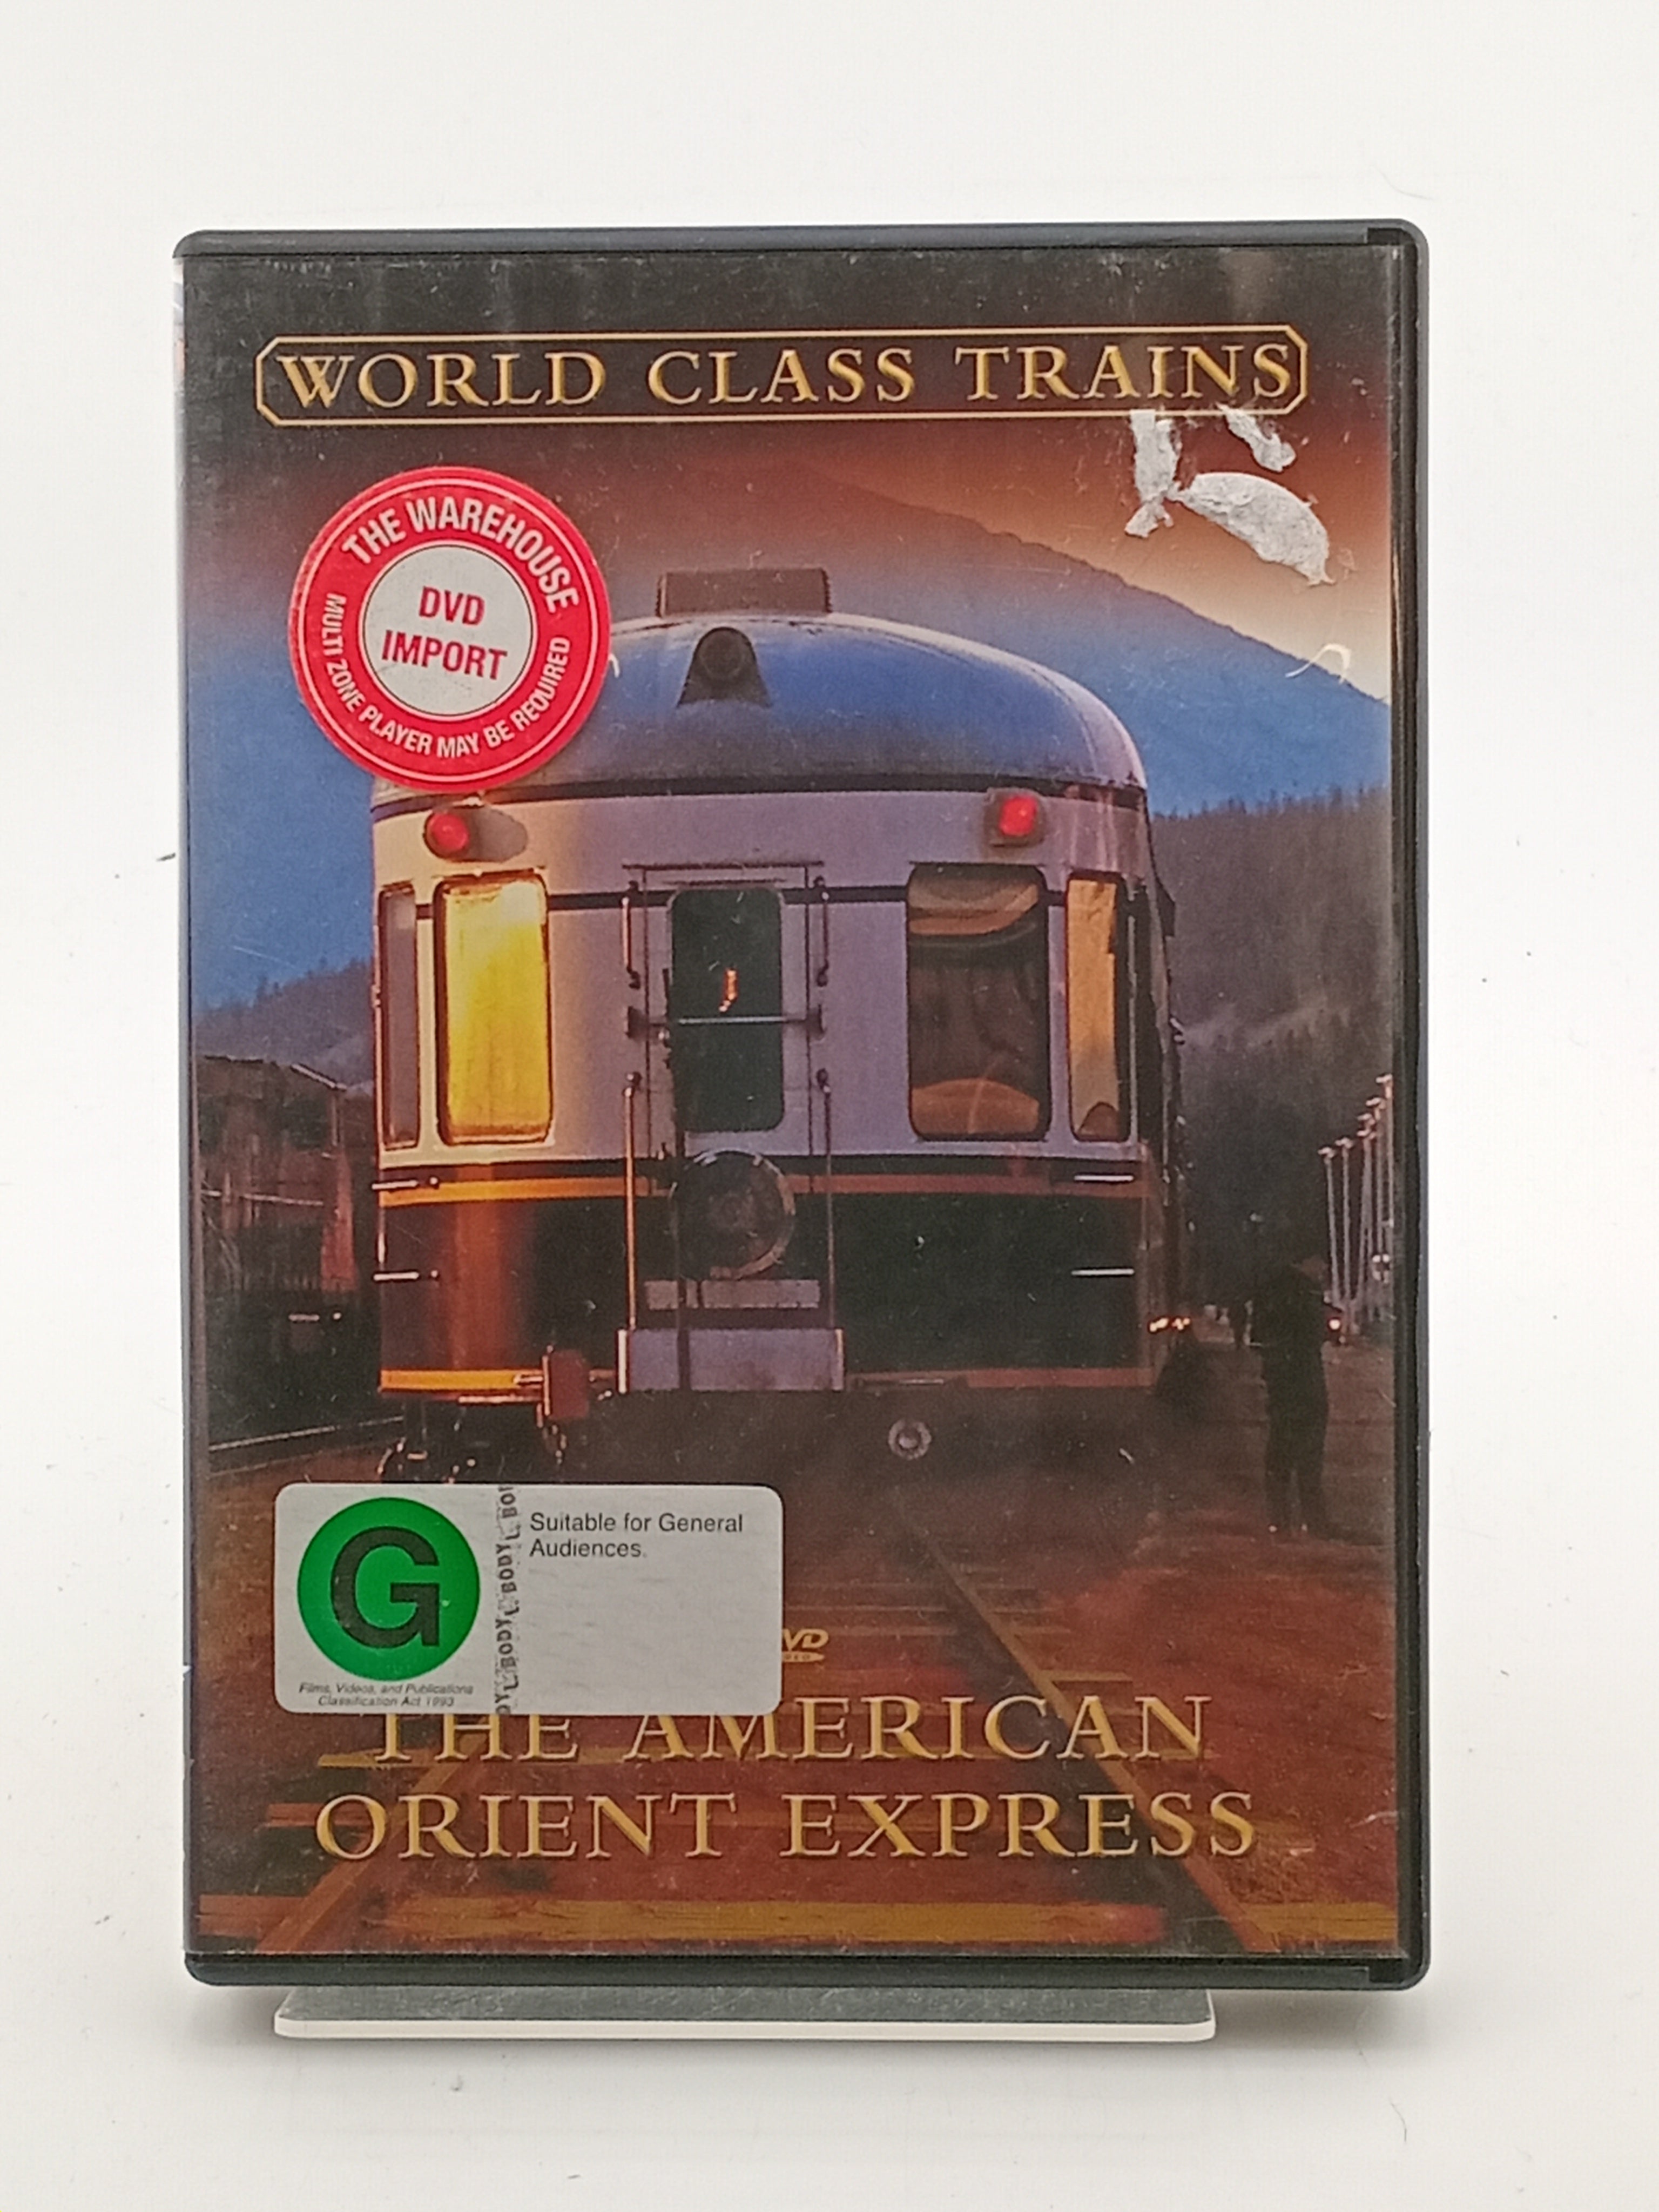 WORLD CLASS TRAINS
THE WAREHOUSE
DVD
IMPORT
MULTI ZONE PLAYER MAY BE REQUIRED
G
Suitable for General
Audiences.
Films, Videos, and Publications
Classification Act 1993
THE AMERICAN
ORIENT EXPRESS